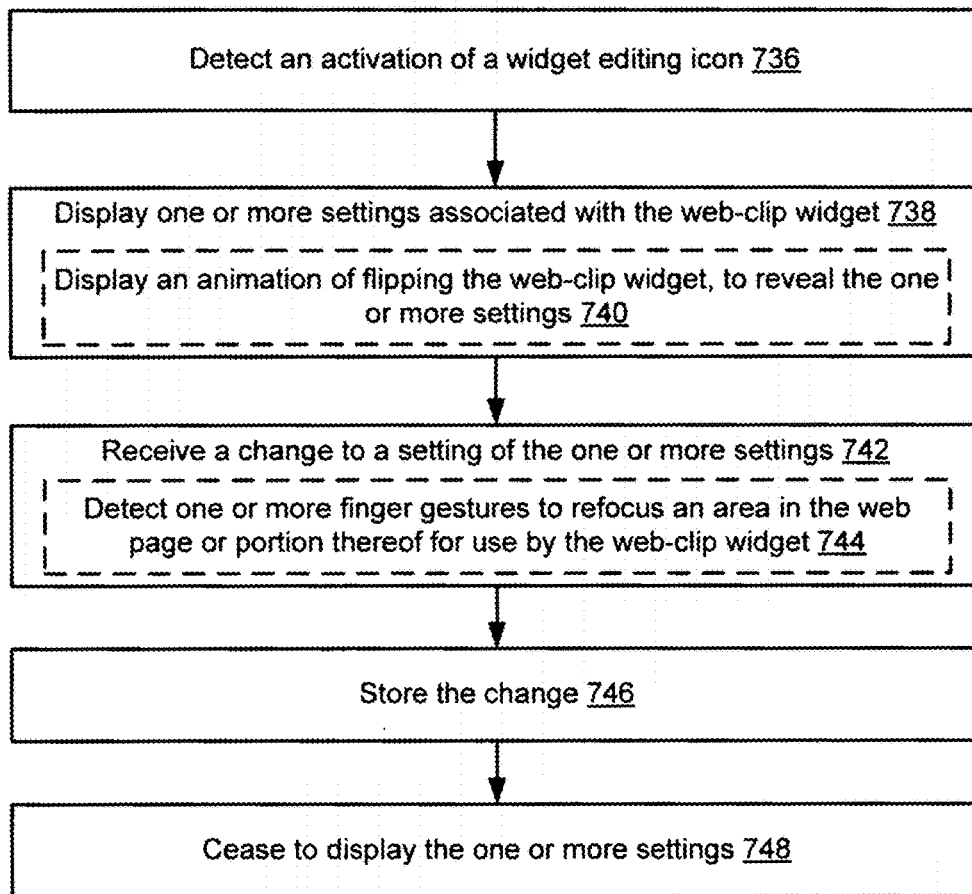 Detect an activation of a widget editing icon 736
Display one or more settings associated with the web-clip widget 738
Display an animation of flipping the web-clip widget, to reveal the one
or more settings 740
Receive a change to a setting of the one or more settings 742
Detect one or more finger gestures to refocus an area in the web
page or portion thereof for use by the web-clip widget 744
Store the change 746
Cease to display the one or more settings 748